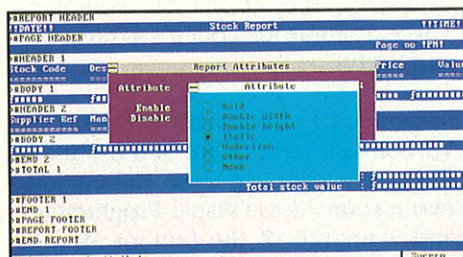 >*REPORT HEADER
!!DATE!! Stock Report !!TIME!!
>*PAGE HEADER
Page no !PN!
>*HEADER 1
Stock Code Des Price Valu
Report Attributes
Attribute Attribute
>*BODY 1
Enable
Disable
Bold
Double width
Double height
Italic
Underline
Other
None
>*HEADER 2
Supplier Ref Nam
>*BODY 2
>*END 2
>*TOTAL 1
Total stock value :
>*FOOTER 1
>*END 1
>*PAGE FOOTER
>*REPORT FOOTER
>*END REPORT